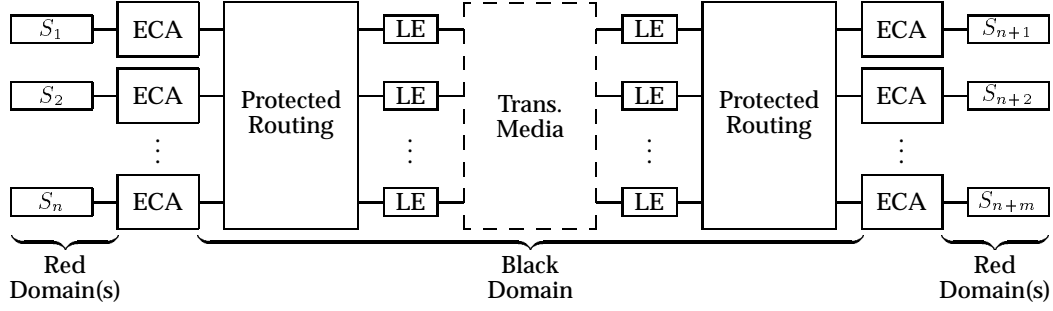 S₁ ECA LE LE ECA Sₙ₊₁
S₂ ECA Protected Routing LE Trans. Media LE Protected Routing ECA Sₙ₊₂
⋮ ⋮ ⋮ ⋮
Sₙ ECA LE LE ECA Sₙ₊ₘ
Red Domain(s)
Black Domain
Red Domain(s)